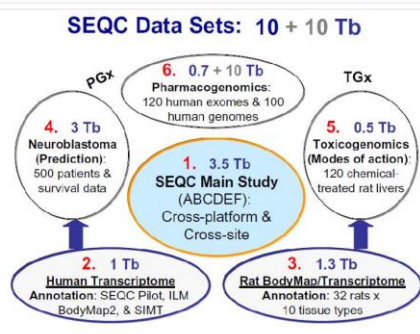 SEQC Data Sets: 10 + 10 Tb
PGx
TGx
6. 0.7 + 10 Tb
Pharmacogenomics:
120 human exomes & 100
human genomes
4. 3 Tb
Neuroblastoma
(Prediction):
500 patients &
survival data
5. 0.5 Tb
Toxicogenomics
(Modes of action)
120 chemical-
treated rat livers
1. 3.5 Tb
SEQC Main Study
(ABCDEF):
Cross-platform &
Cross-site
2. 1 Tb
Human Transcriptome
Annotation: SEQC Pilot, ILM
BodyMap2, & SIMT
3. 1.3 Tb
Rat BodyMap/Transcriptome
Annotation: 32 rats x
10 tissue types